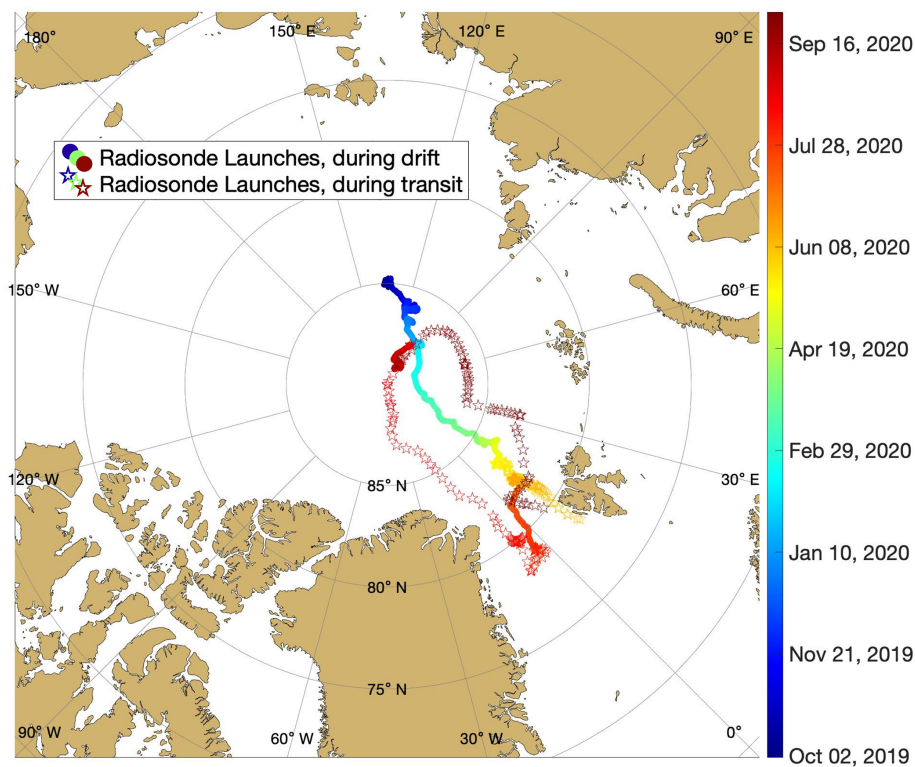 180°
150° E
120° E
90° E
Sep 16, 2020
Radiosonde Launches, during drift
Radiosonde Launches, during transit
Jul 28, 2020
Jun 08, 2020
150° W
60° E
Apr 19, 2020
Feb 29, 2020
120° W
85° N
30° E
Jan 10, 2020
80° N
Nov 21, 2019
75° N
90° W
60° W
30° W
0°
Oct 02, 2019